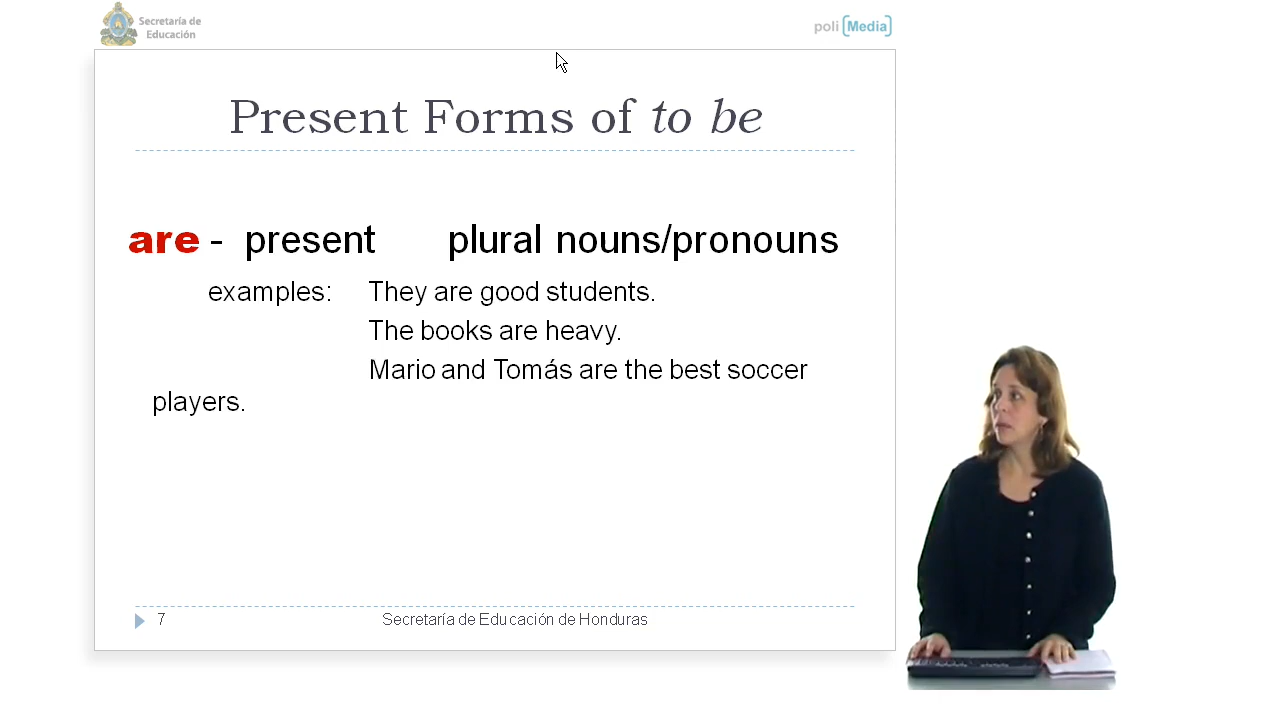 Secretaría de
Educación
poli [Media]
Present Forms of to be
are - present plural nouns/pronouns
examples: They are good students.
The books are heavy.
Mario and Tomás are the best soccer
players.
7 Secretaría de Educación de Honduras